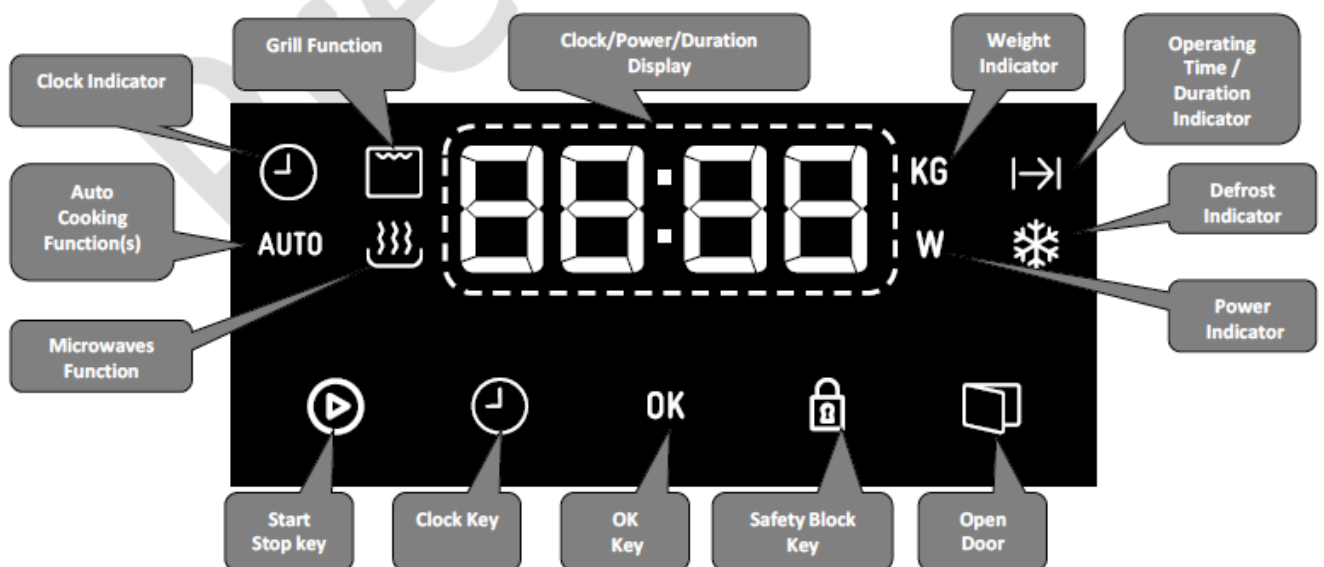 Grill Function
Clock/Power/Duration
Display
Weight
Indicator
Operating
Time /
Duration
Indicator
Clock Indicator
KG
Auto
Cooking
Function(s)
AUTO
88:88
W
Defrost
Indicator
Microwaves
Function
Power
Indicator
OK
Start
Stop key
Clock Key
OK
Key
Safety Block
Key
Open
Door